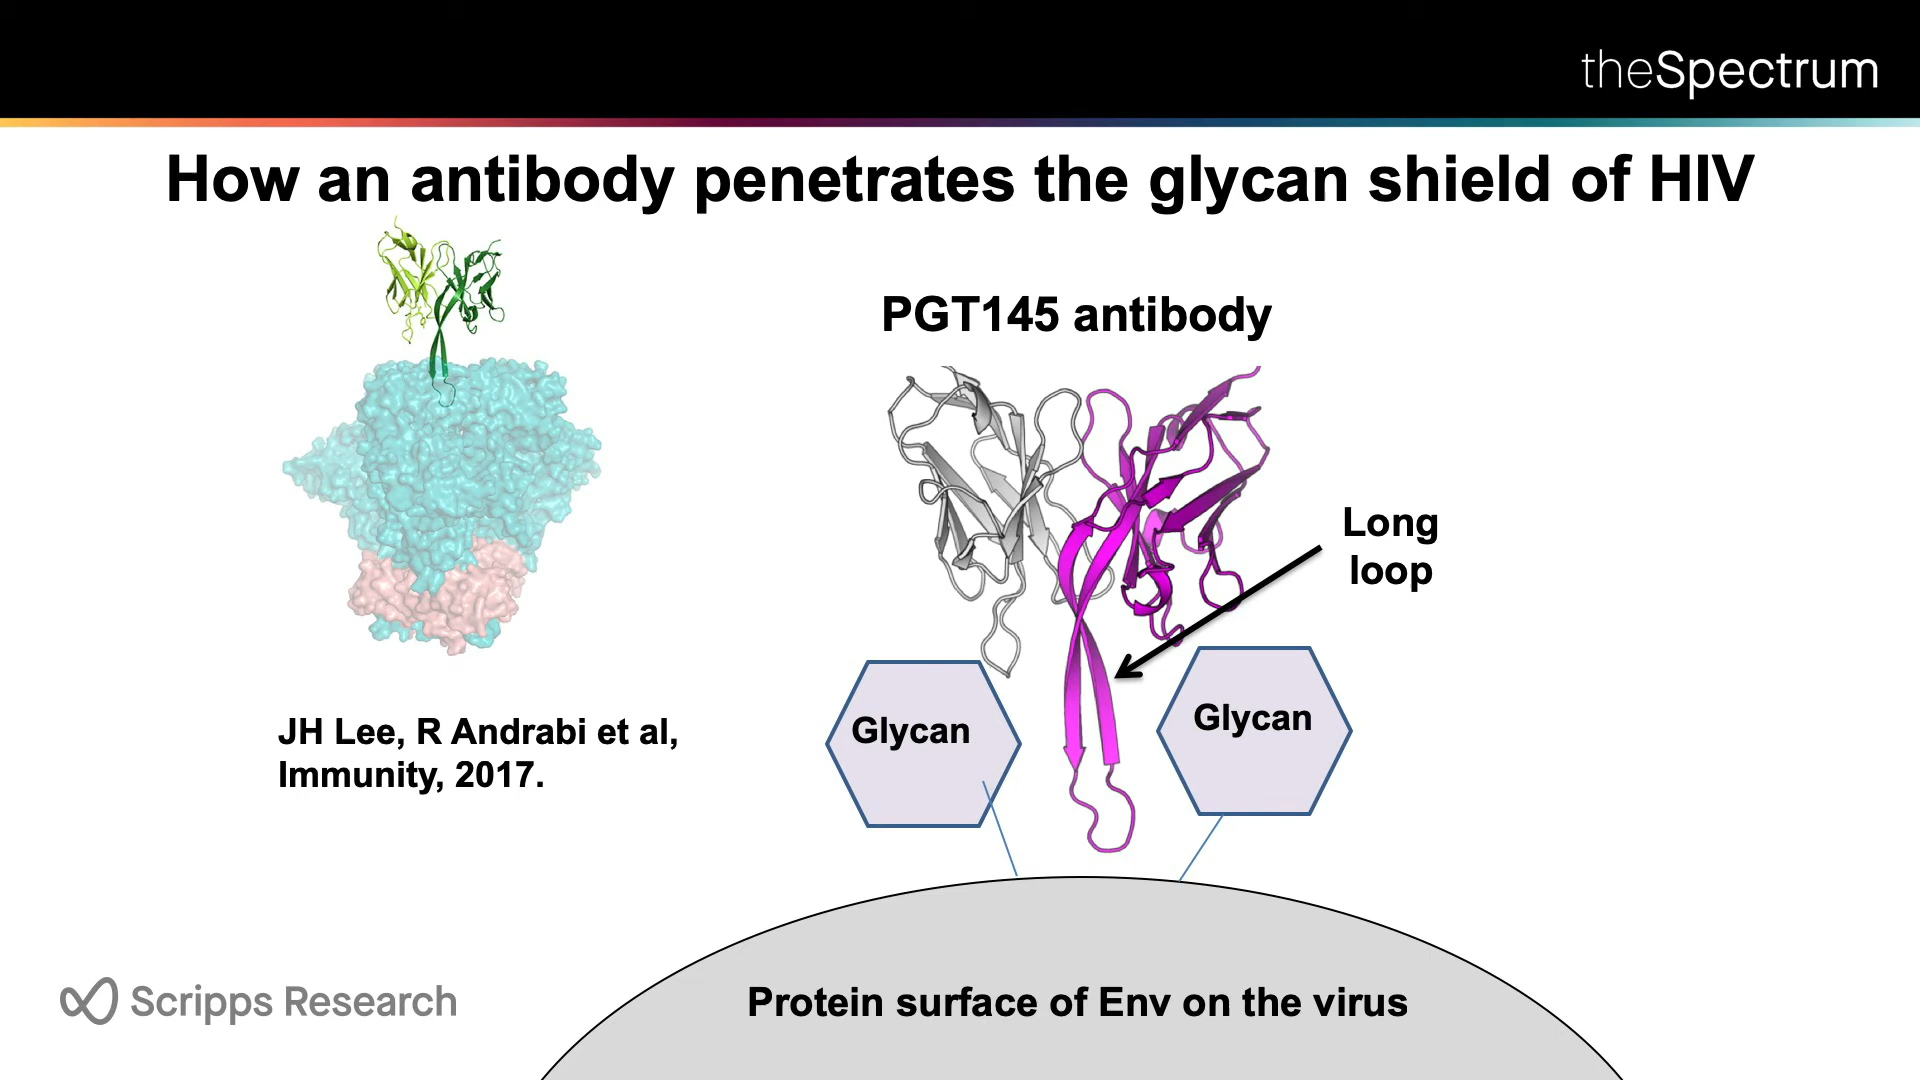 theSpectrum
How an antibody penetrates the glycan shield of HIV
PGT145 antibody
Long
loop
Glycan
Glycan
JH Lee, R Andrabi et al,
Immunity, 2017.
Protein surface of Env on the virus
Scripps Research